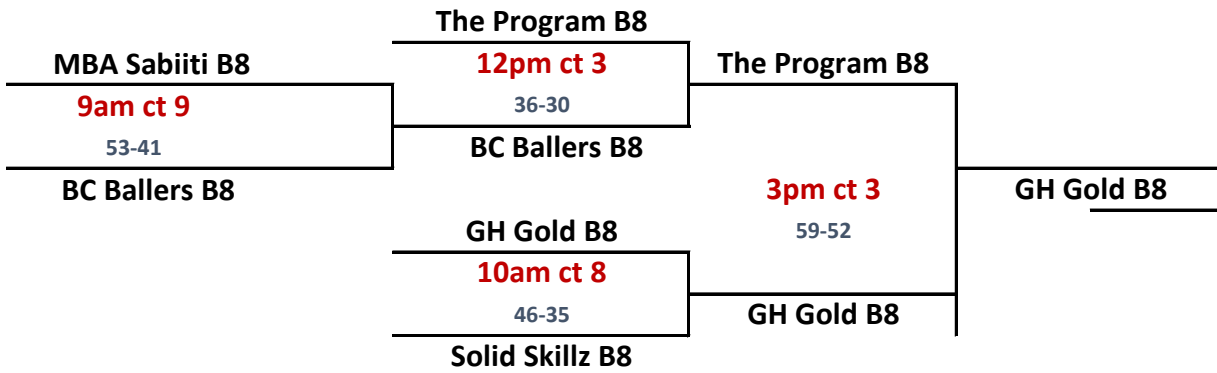 The Program B8
MBA Sabiiti B8
12pm ct 3
The Program B8
9am ct 9
36-30
53-41
BC Ballers B8
BC Ballers B8
3pm ct 3
GH Gold B8
GH Gold B8
59-52
10am ct 8
46-35
GH Gold B8
Solid Skillz B8